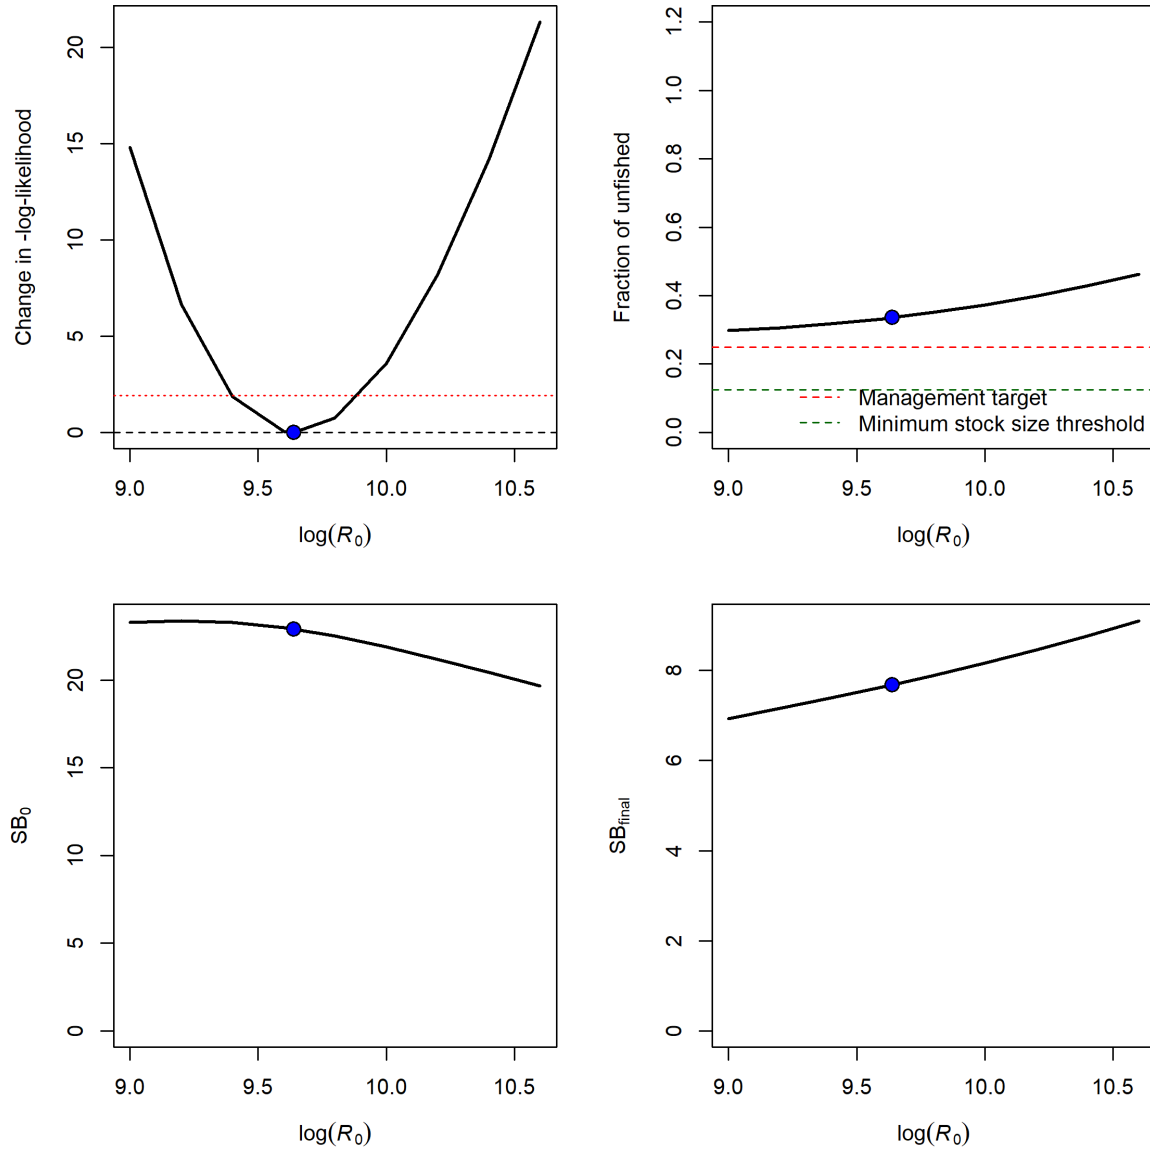 Change in -log-likelihood
20
15
10
5
0
9.0 9.5 10.0 10.5
log(R0)
Fraction of unfished
1.2
1.0
0.8
0.6
0.4
0.2
0.0
Management target
Minimum stock size threshold
9.0 9.5 10.0 10.5
log(R0)
SB0
20
15
10
5
0
9.0 9.5 10.0 10.5
log(R0)
SBfinal
8
6
4
2
0
9.0 9.5 10.0 10.5
log(R0)